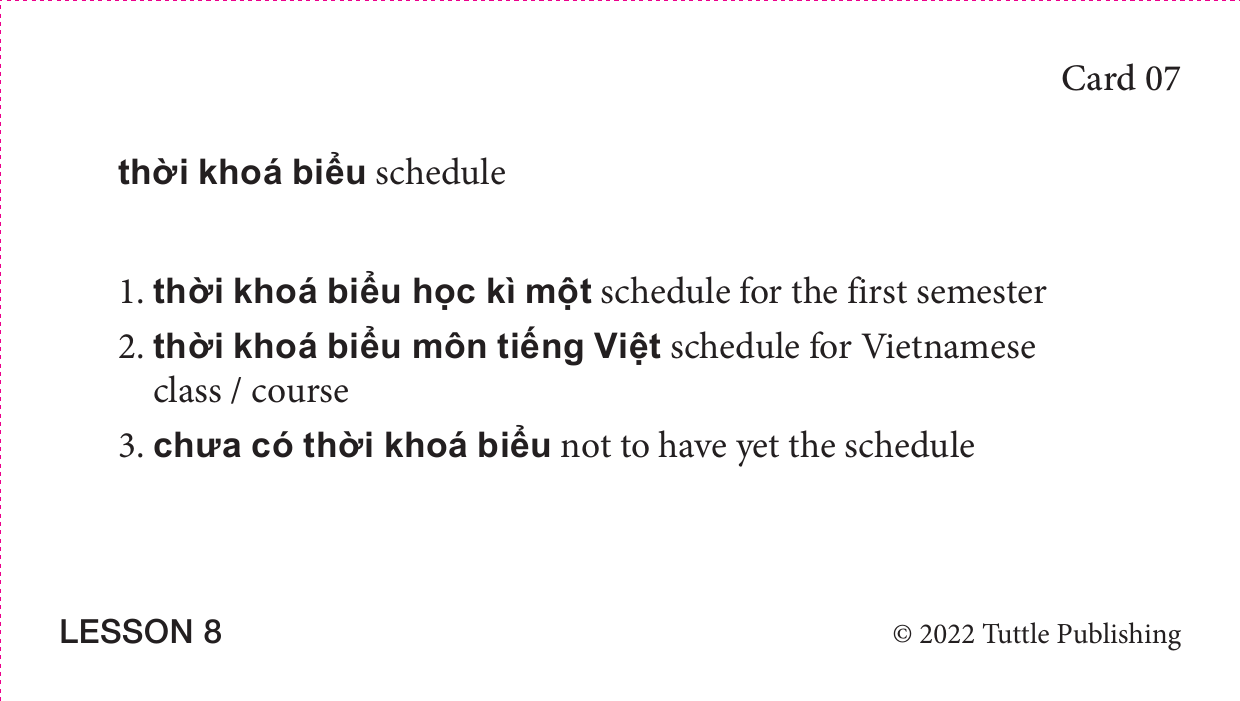 Card 07
thời khoá biểu schedule
1. thời khoá biểu học kì một schedule for the first semester
2. thời khoá biểu môn tiếng Việt schedule for Vietnamese
class / course
3. chưa có thời khoá biểu not to have yet the schedule
LESSON 8
© 2022 Tuttle Publishing